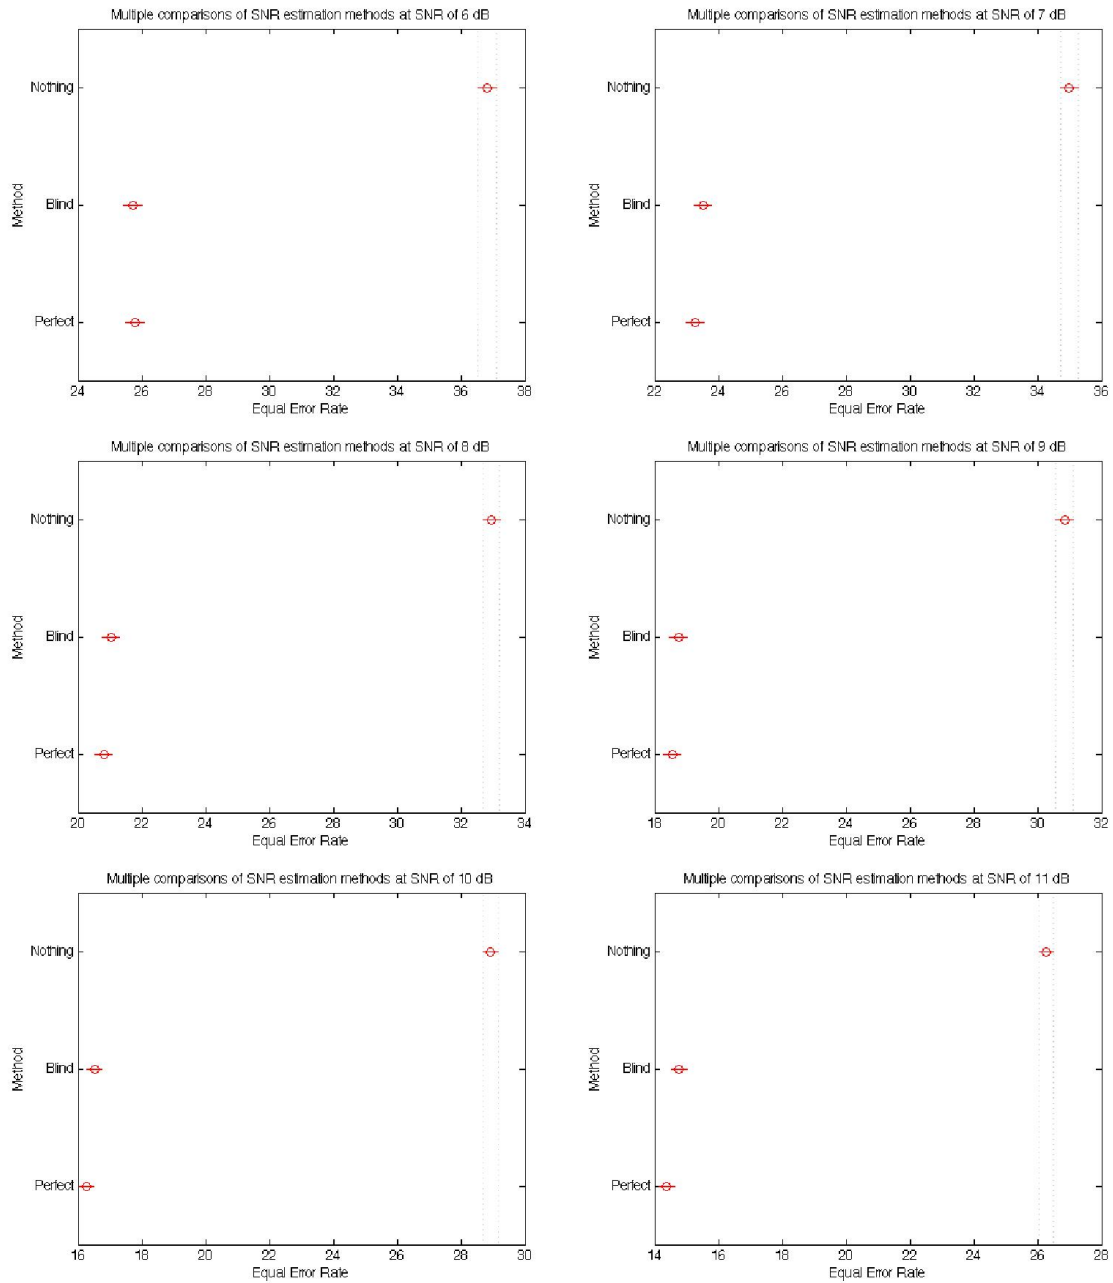 Multiple comparisons of SNR estimation methods at SNR of 6 dB
Nothing
Blind
Perfect
Method
24 26 28 30 32 34 36 38
Equal Error Rate
Multiple comparisons of SNR estimation methods at SNR of 7 dB
Nothing
Blind
Perfect
Method
22 24 26 28 30 32 34 36
Equal Error Rate
Multiple comparisons of SNR estimation methods at SNR of 8 dB
Nothing
Blind
Perfect
Method
20 22 24 26 28 30 32 34
Equal Error Rate
Multiple comparisons of SNR estimation methods at SNR of 9 dB
Nothing
Blind
Perfect
Method
18 20 22 24 26 28 30 32
Equal Error Rate
Multiple comparisons of SNR estimation methods at SNR of 10 dB
Nothing
Blind
Perfect
Method
16 18 20 22 24 26 28 30
Equal Error Rate
Multiple comparisons of SNR estimation methods at SNR of 11 dB
Nothing
Blind
Perfect
Method
14 16 18 20 22 24 26 28
Equal Error Rate